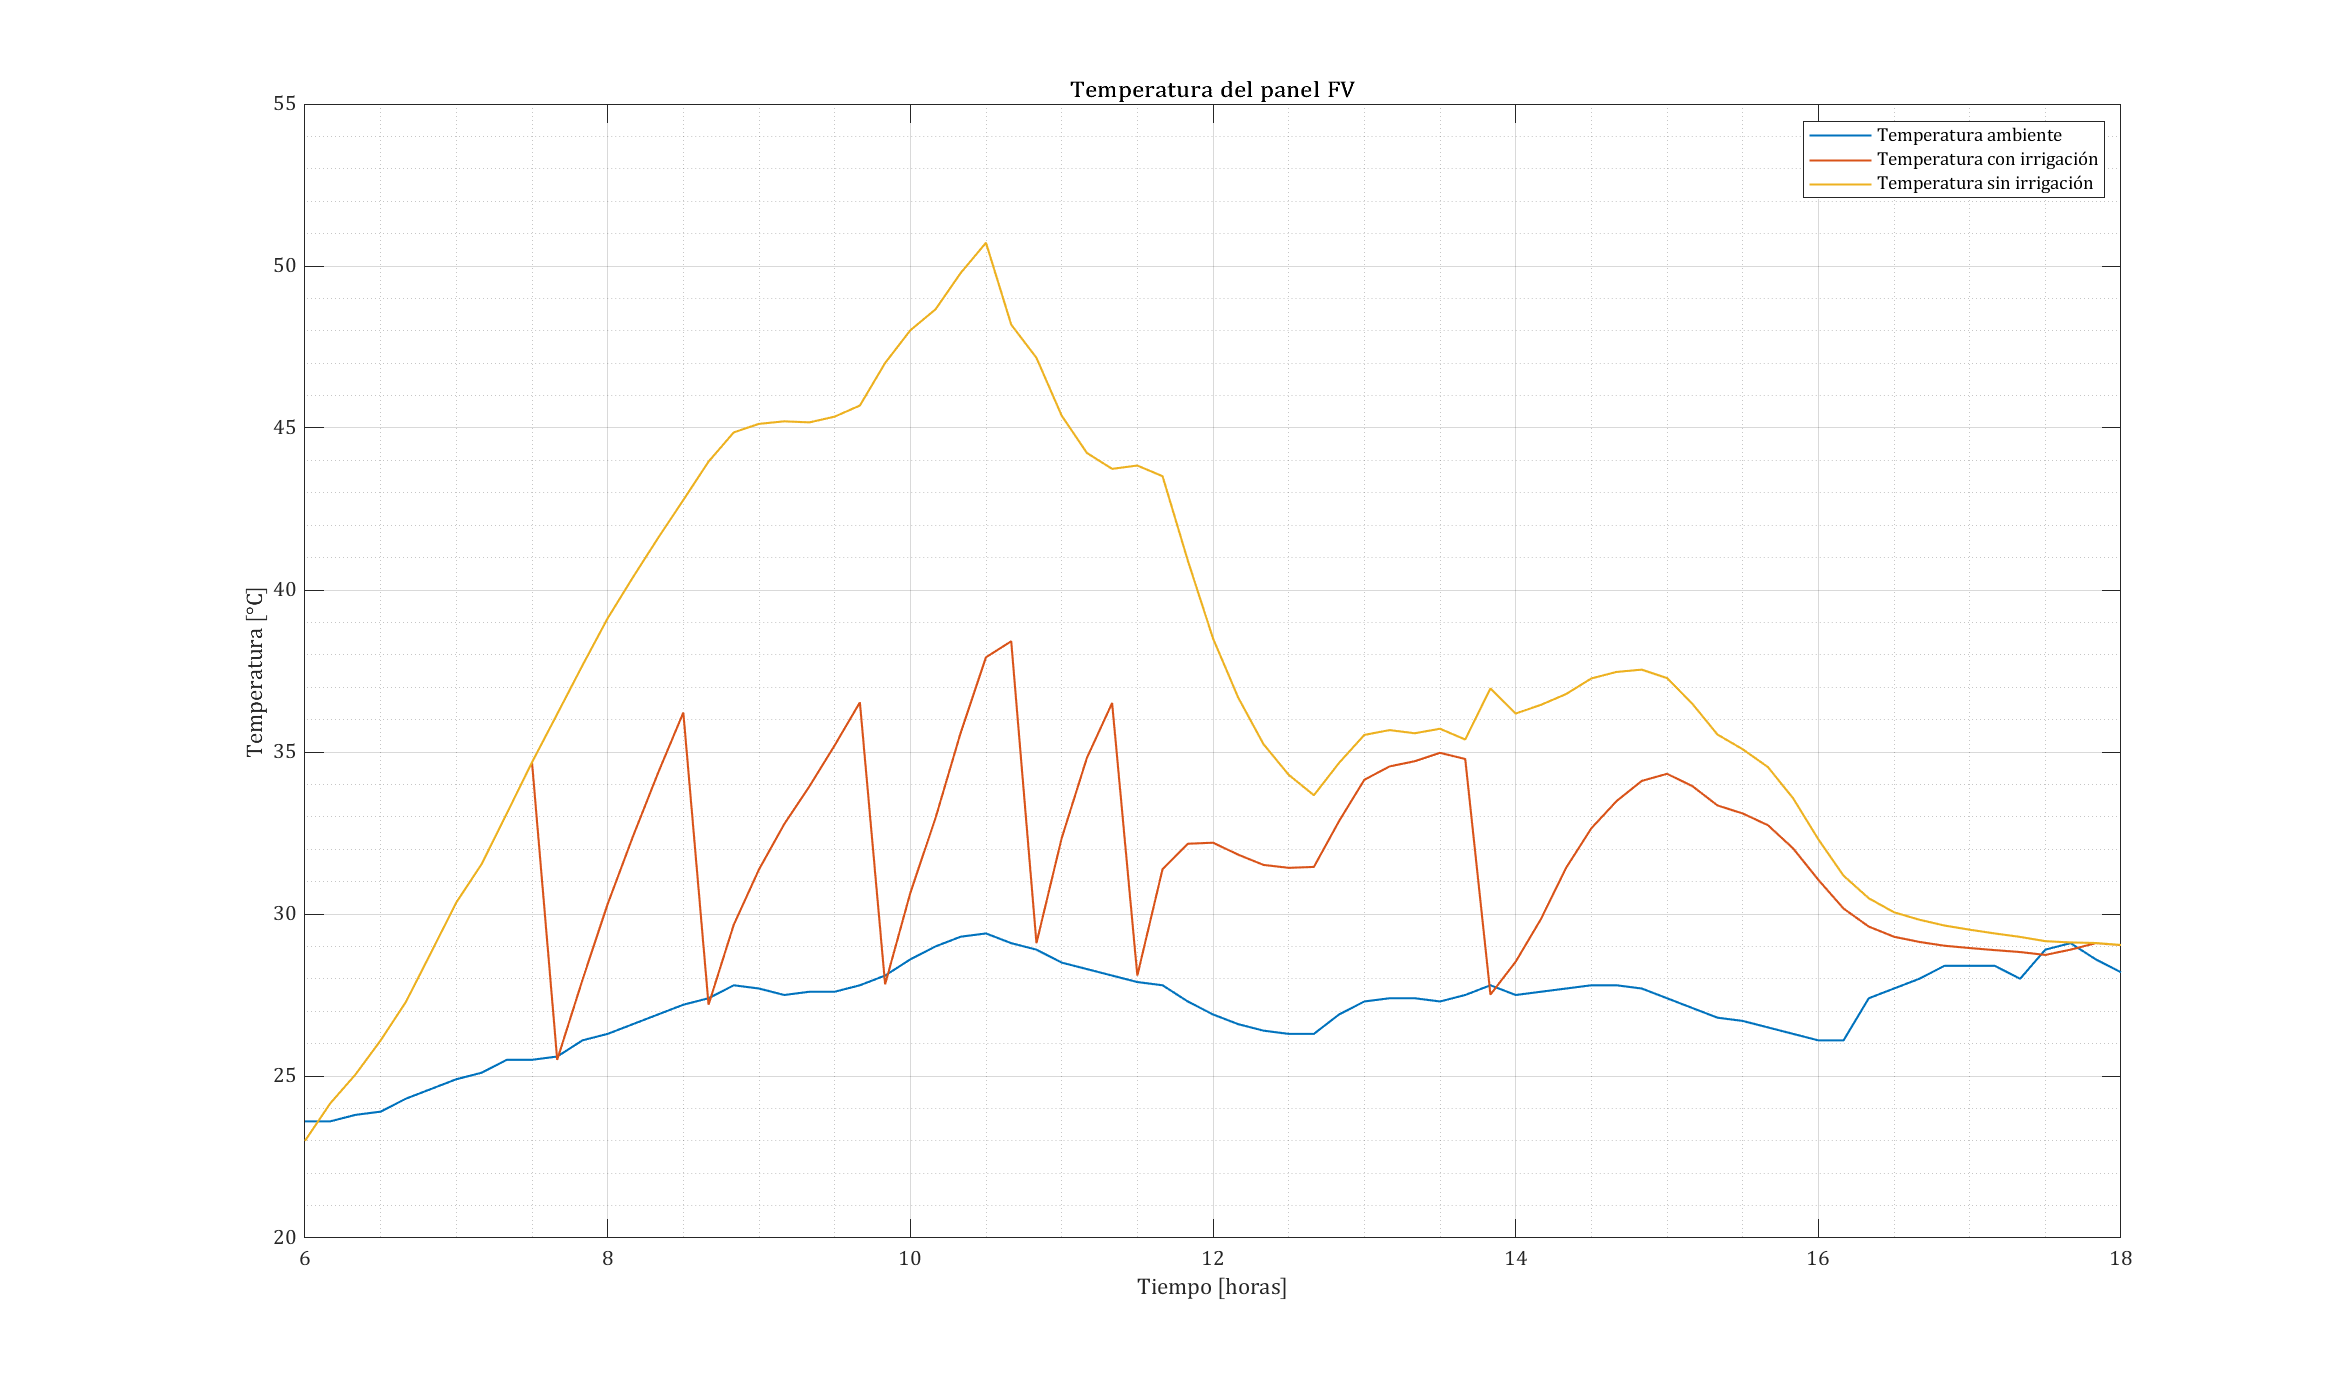 Temperatura del panel FV
55
50
45
40
35
30
25
20
Temperatura [°C]
Temperatura ambiente
Temperatura con irrigación
Temperatura sin irrigación
6 8 10 12 14 16 18
Tiempo [horas]